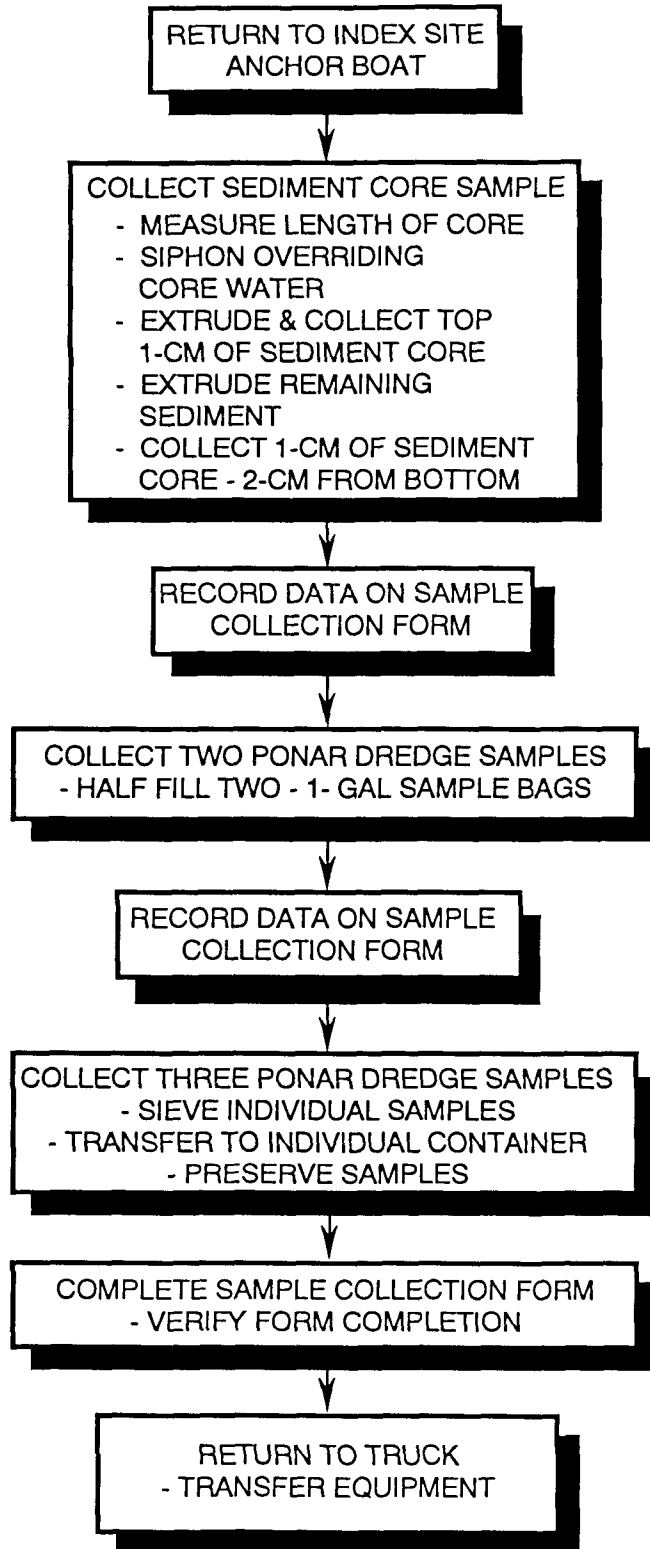 RETURN TO INDEX SITE
ANCHOR BOAT
COLLECT SEDIMENT CORE SAMPLE
- MEASURE LENGTH OF CORE
- SIPHON OVERRIDING
CORE WATER
- EXTRUDE & COLLECT TOP
1-CM OF SEDIMENT CORE
- EXTRUDE REMAINING
SEDIMENT
- COLLECT 1-CM OF SEDIMENT
CORE - 2-CM FROM BOTTOM
RECORD DATA ON SAMPLE
COLLECTION FORM
COLLECT TWO PONAR DREDGE SAMPLES
- HALF FILL TWO - 1- GAL SAMPLE BAGS
RECORD DATA ON SAMPLE
COLLECTION FORM
COLLECT THREE PONAR DREDGE SAMPLES
- SIEVE INDIVIDUAL SAMPLES
- TRANSFER TO INDIVIDUAL CONTAINER
- PRESERVE SAMPLES
COMPLETE SAMPLE COLLECTION FORM
- VERIFY FORM COMPLETION
RETURN TO TRUCK
- TRANSFER EQUIPMENT